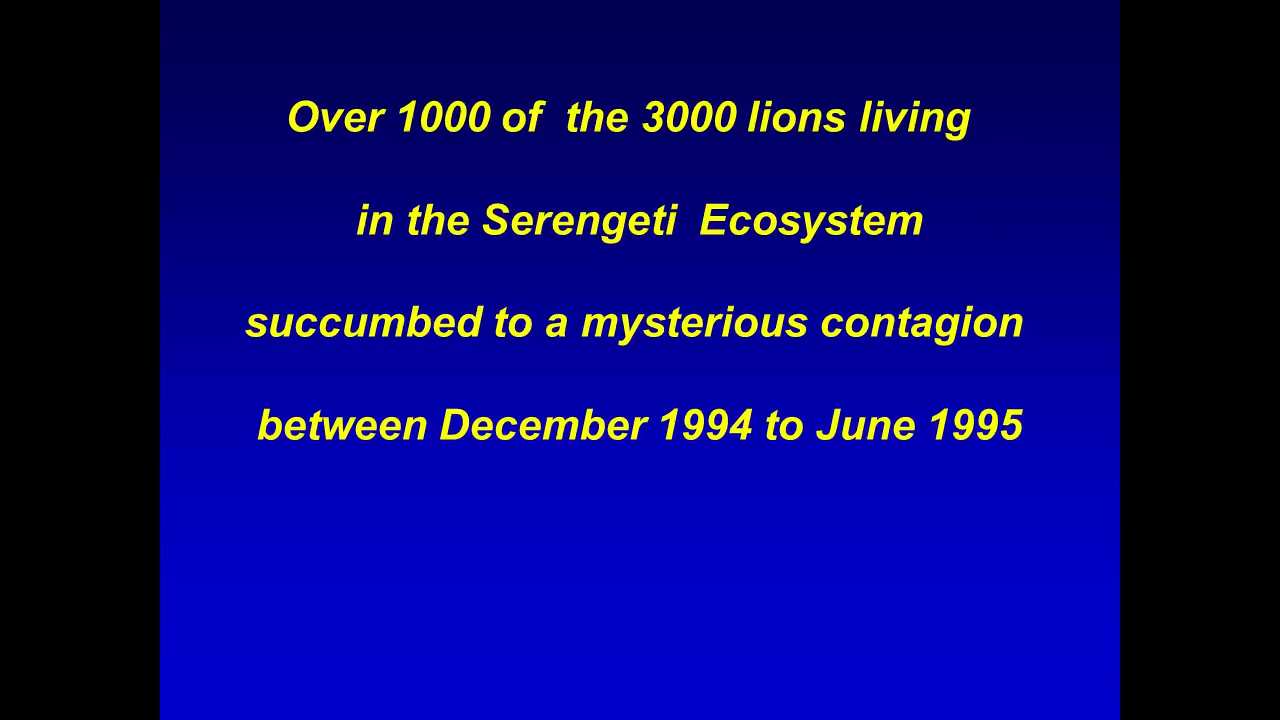 Over 1000 of the 3000 lions living
in the Serengeti Ecosystem
succumbed to a mysterious contagion
between December 1994 to June 1995